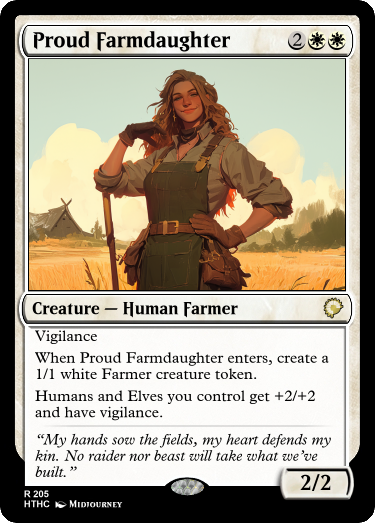 Proud Farmdaughter 2
Creature — Human Farmer
Vigilance
When Proud Farmdaughter enters, create a
1/1 white Farmer creature token.
Humans and Elves you control get +2/+2
and have vigilance.
“My hands sow the fields, my heart defends my
kin. No raider nor beast will take what we’ve
built.”
2/2
R 205
HTHC Midjourney